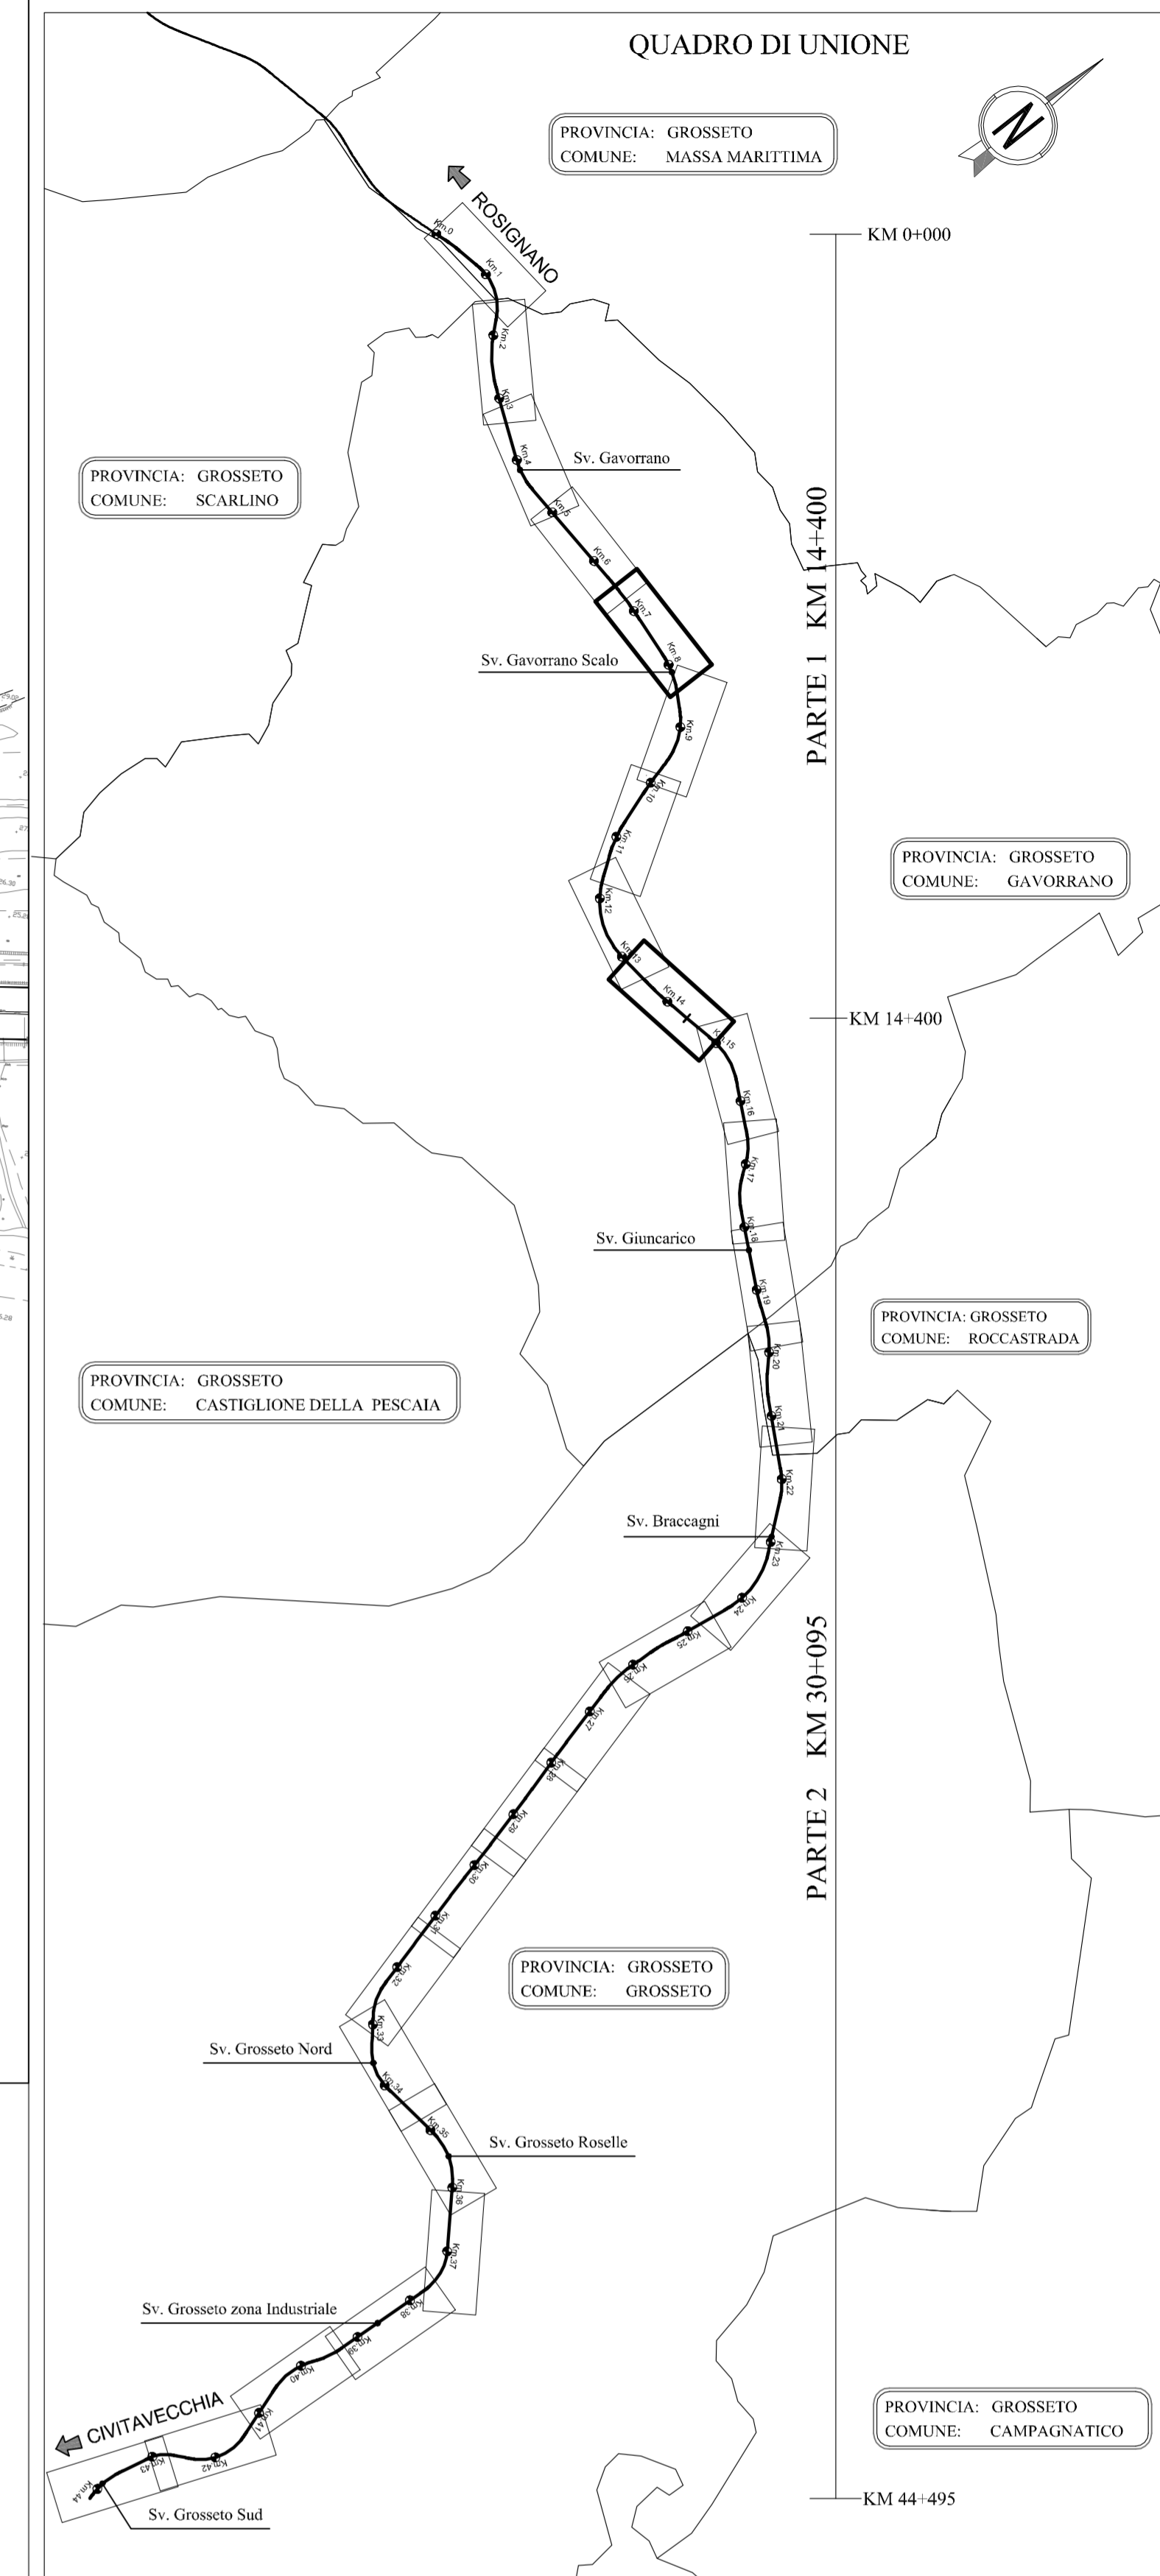 QUADRO DI UNIONE
N
PROVINCIA: GROSSETO
COMUNE: MASSA MARITTIMA
ROSIGNANO
KM 0+000
Km.0
Km.1
Km.2
Km.3
PROVINCIA: GROSSETO
COMUNE: SCARLINO
Km.4
Sv. Gavorrano
Km.5
Km.6
PARTE 1 KM 14+400
Km.7
Km.8
Sv. Gavorrano Scalo
Km.9
Km.10
Km.11
PROVINCIA: GROSSETO
COMUNE: GAVORRANO
Km.12
Km.13
Km.14
KM 14+400
Km.15
Km.16
Km.17
Km.18
Sv. Giuncarico
Km.19
PROVINCIA: GROSSETO
COMUNE: ROCCASTRADA
Km.20
PROVINCIA: GROSSETO
COMUNE: CASTIGLIONE DELLA PESCAIA
Km.21
Km.22
Sv. Braccagni
Km.23
Km.24
Km.25
Km.26
PARTE 2 KM 30+095
Km.27
Km.28
Km.29
Km.30
Km.31
Km.32
PROVINCIA: GROSSETO
COMUNE: GROSSETO
Km.33
Sv. Grosseto Nord
Km.34
Km.35
Sv. Grosseto Roselle
Km.36
Km.37
Km.38
Sv. Grosseto zona Industriale
Km.39
Km.40
Km.41
CIVITAVECCHIA
PROVINCIA: GROSSETO
COMUNE: CAMPAGNATICO
Km.42
Km.43
Km.44
Sv. Grosseto Sud
KM 44+495
29.02
26.30